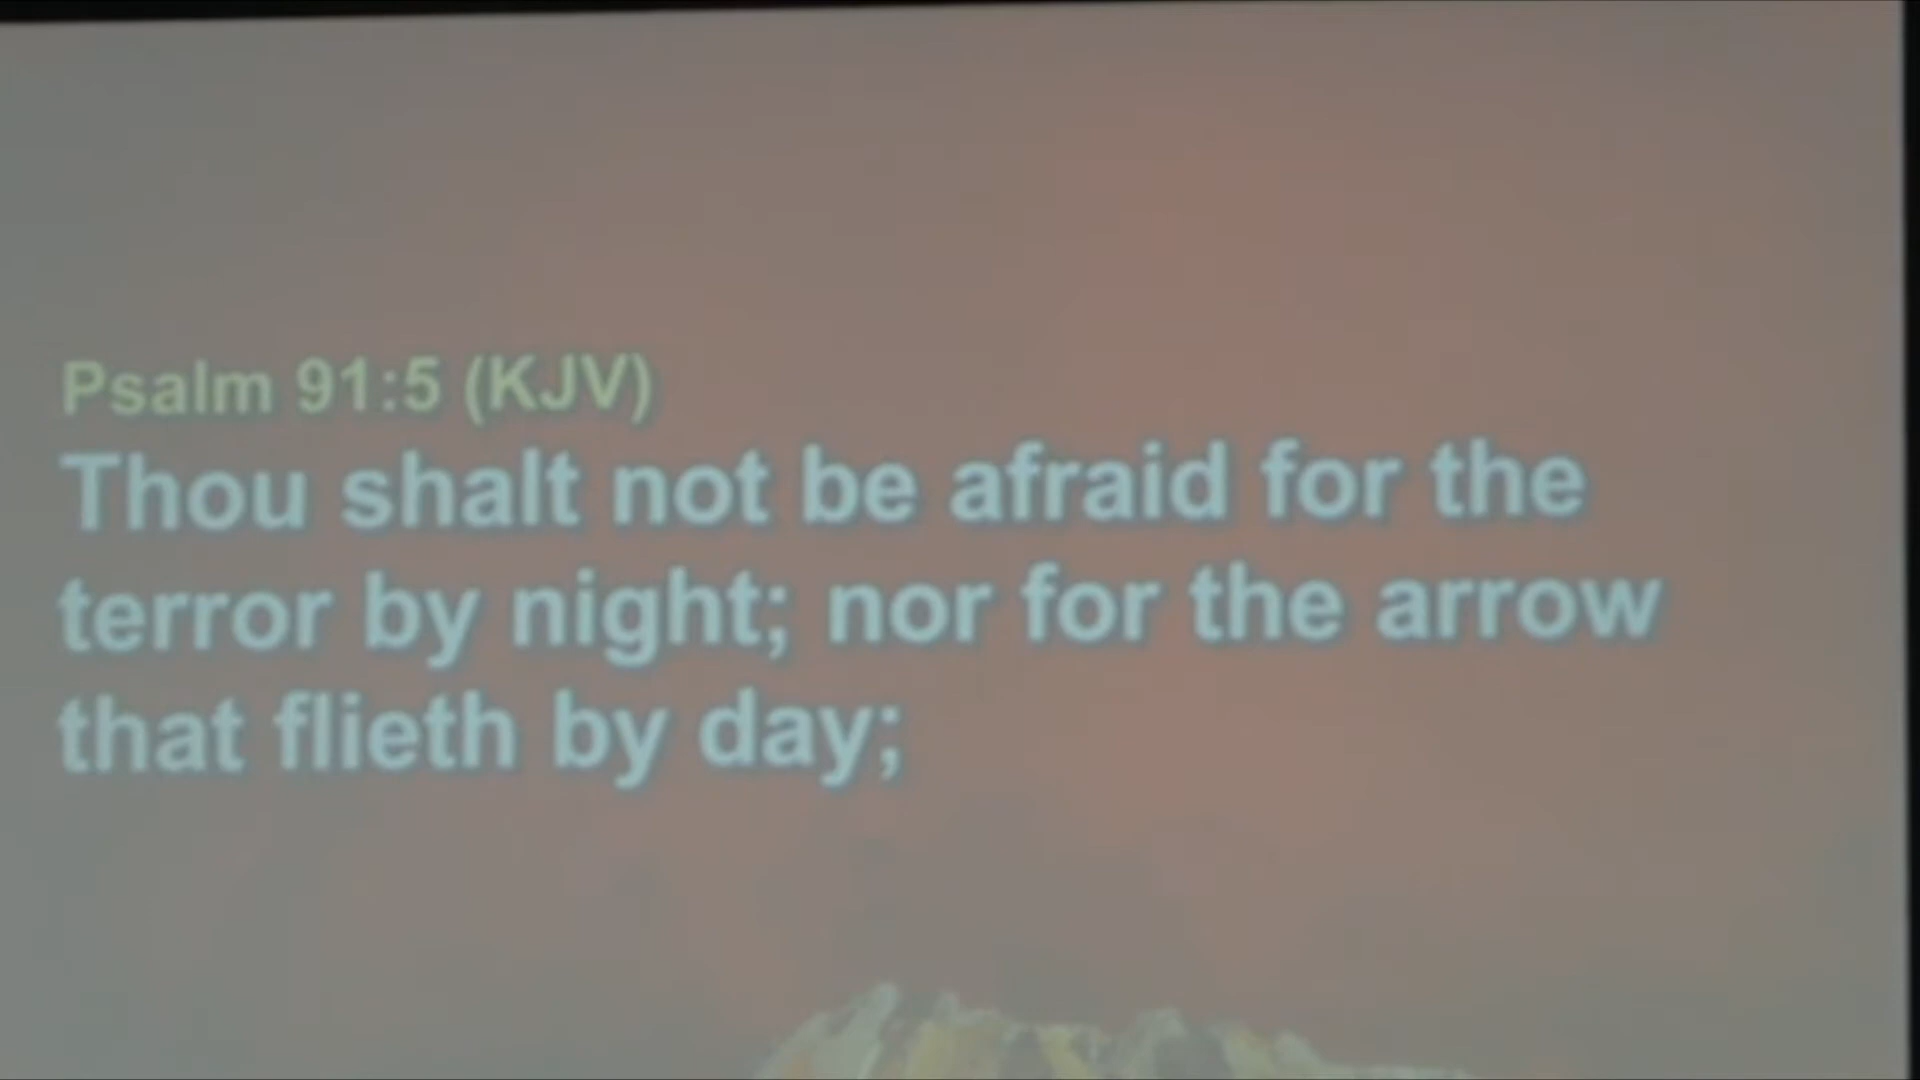 Psalm 91:5 (KJV)
Thou shalt not be afraid for the
terror by night; nor for the arrow
that flieth by day;